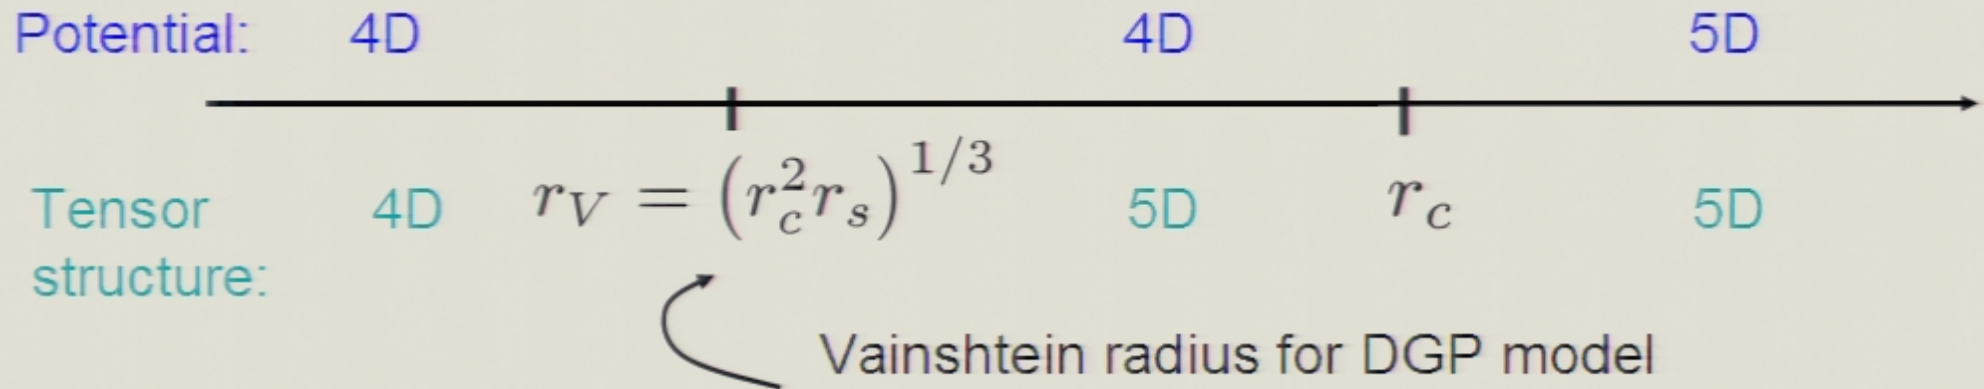 Potential: 4D 4D 5D
Tensor 4D r_V = (r_c^2 r_s)^{1/3} 5D r_c 5D
structure:
Vainshtein radius for DGP model